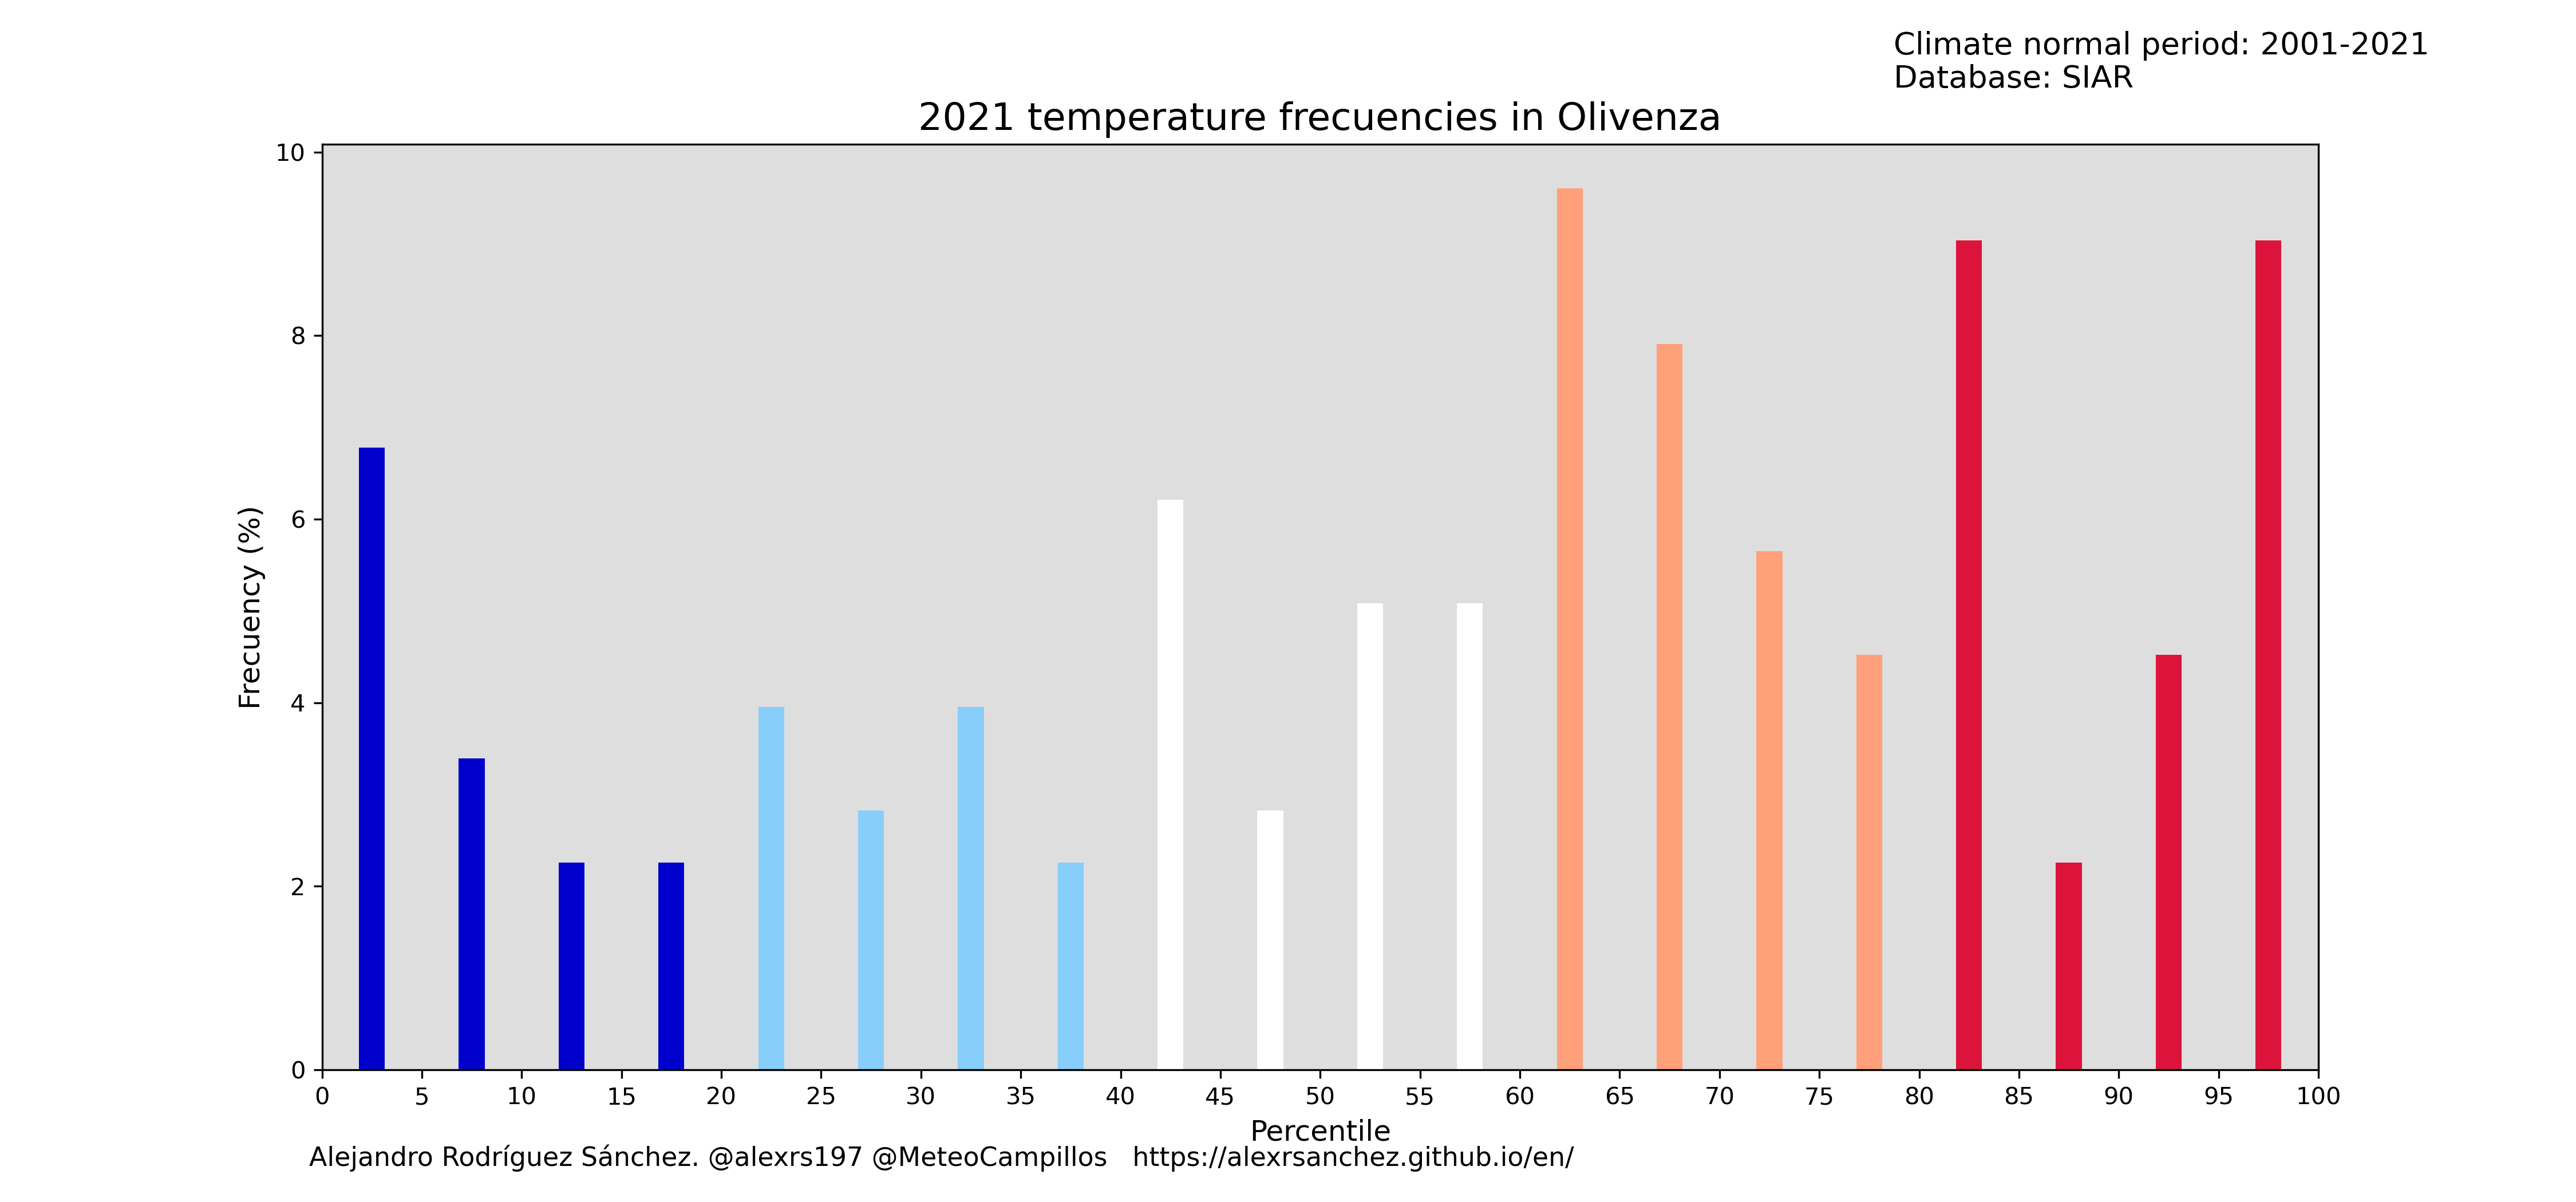 Climate normal period: 2001-2021
Database: SIAR
2021 temperature frecuencies in Olivenza
10
8
6
4
2
0
Frecuency (%)
0 5 10 15 20 25 30 35 40 45 50 55 60 65 70 75 80 85 90 95 100
Percentile
Alejandro Rodríguez Sánchez. @alexrs197 @MeteoCampillos https://alexrsanchez.github.io/en/